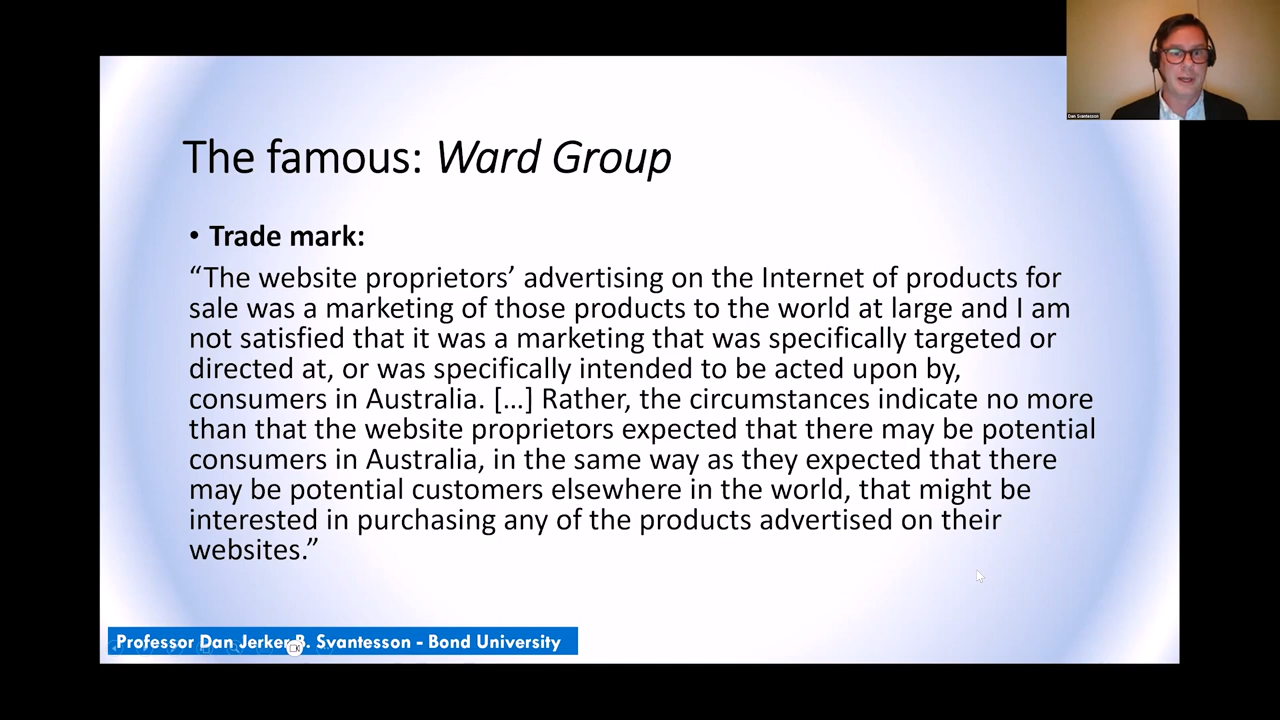 The famous: Ward Group
• Trade mark:
“The website proprietors’ advertising on the Internet of products for
sale was a marketing of those products to the world at large and I am
not satisfied that it was a marketing that was specifically targeted or
directed at, or was specifically intended to be acted upon by,
consumers in Australia. […] Rather, the circumstances indicate no more
than that the website proprietors expected that there may be potential
consumers in Australia, in the same way as they expected that there
may be potential customers elsewhere in the world, that might be
interested in purchasing any of the products advertised on their
websites.”
Professor Dan Jerker B. Svantesson - Bond University
Dan Svantesson